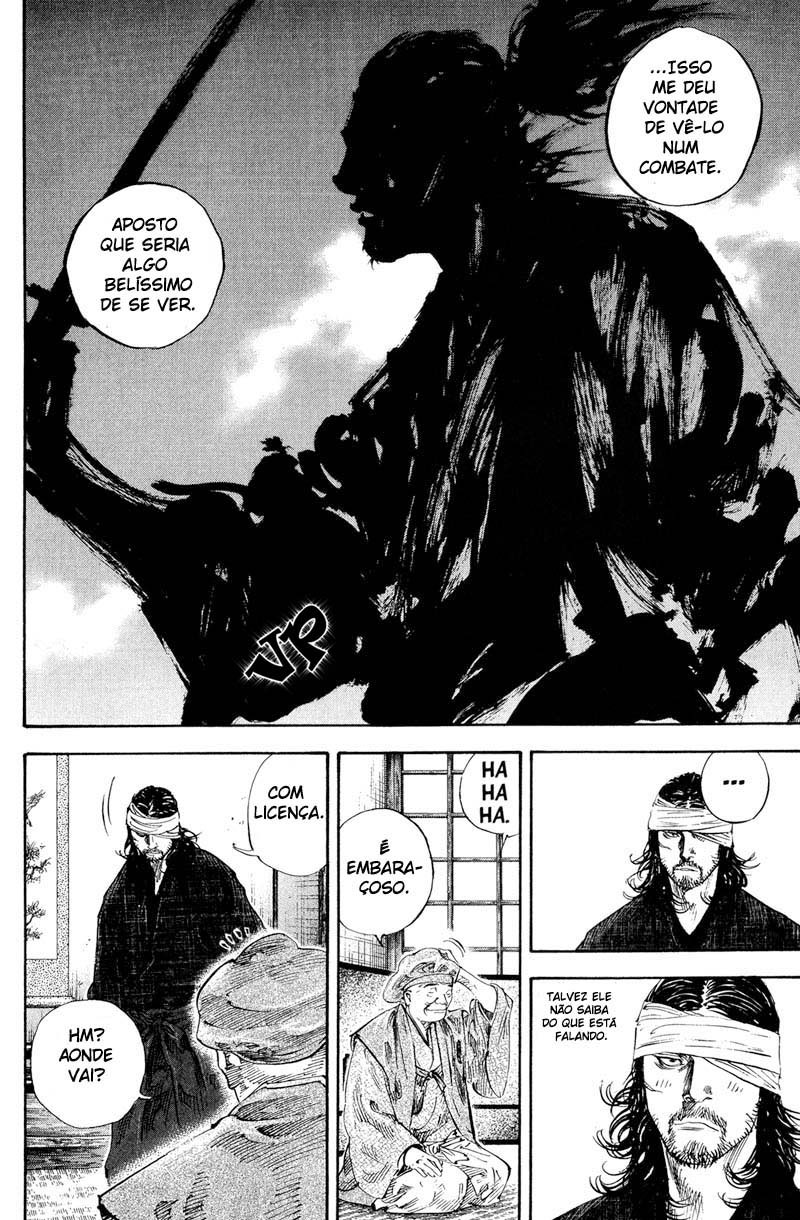 ...ISSO
ME DEU
VONTADE
DE VÊ-LO
NUM
COMBATE.
APOSTO
QUE SERIA
ALGO
BELÍSSIMO
DE SE VER.
VP
...
TALVEZ ELE
NÃO SAIBA
DO QUE ESTÁ
FALANDO.
HA
HA
HA.
É
EMBARA-
ÇOSO.
COM
LICENÇA.
HM?
AONDE
VAI?